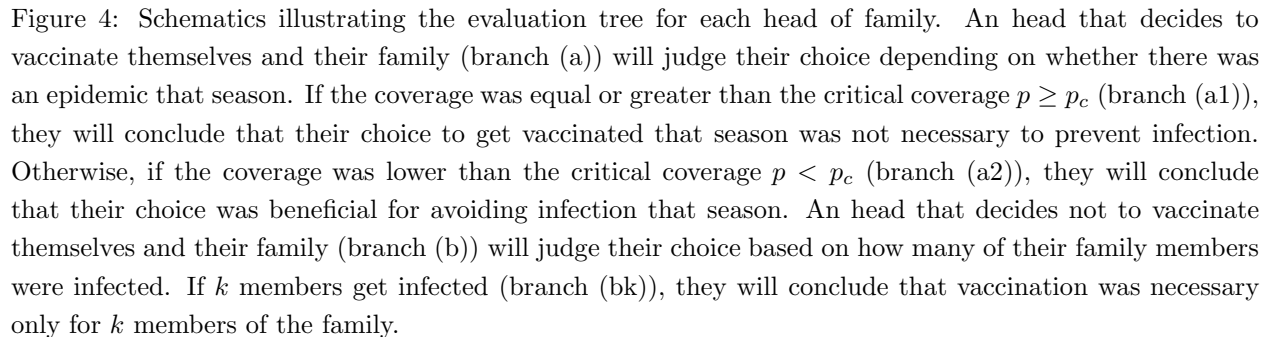 Figure 4: Schematics illustrating the evaluation tree for each head of family. An head that decides to
vaccinate themselves and their family (branch (a)) will judge their choice depending on whether there was
an epidemic that season. If the coverage was equal or greater than the critical coverage p ≥ p_c (branch (a1)),
they will conclude that their choice to get vaccinated that season was not necessary to prevent infection.
Otherwise, if the coverage was lower than the critical coverage p < p_c (branch (a2)), they will conclude
that their choice was beneficial for avoiding infection that season. An head that decides not to vaccinate
themselves and their family (branch (b)) will judge their choice based on how many of their family members
were infected. If k members get infected (branch (bk)), they will conclude that vaccination was necessary
only for k members of the family.